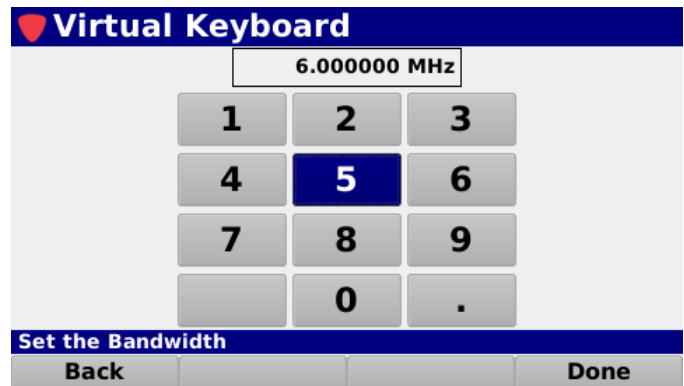 Virtual Keyboard
6.000000 MHz
1 2 3
4 5 6
7 8 9
0 .
Set the Bandwidth
Back Done